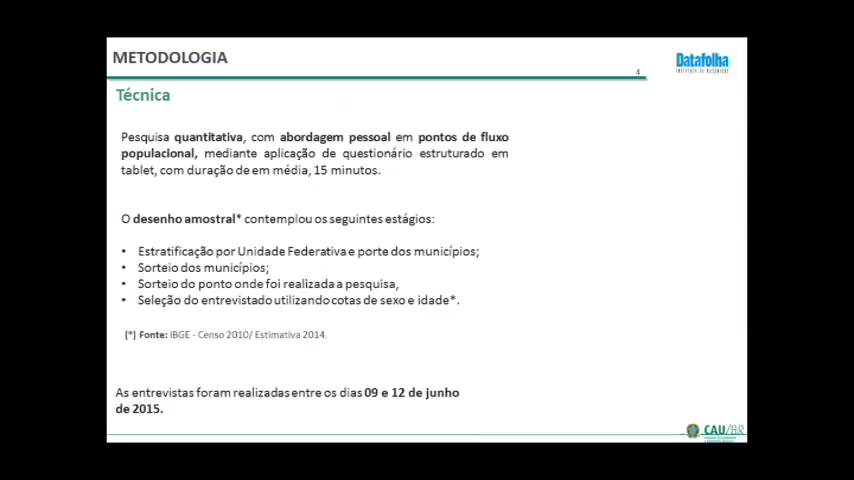 METODOLOGIA
4
Datafolha
INSTITUTO DE PESQUISAS
Técnica
Pesquisa quantitativa, com abordagem pessoal em pontos de fluxo
populacional, mediante aplicação de questionário estruturado em
tablet, com duração de em média, 15 minutos.
O desenho amostral* contemplou os seguintes estágios:
• Estratificação por Unidade Federativa e porte dos municípios;
• Sorteio dos municípios;
• Sorteio do ponto onde foi realizada a pesquisa,
• Seleção do entrevistado utilizando cotas de sexo e idade*.
(*) Fonte: IBGE - Censo 2010/ Estimativa 2014.
As entrevistas foram realizadas entre os dias 09 e 12 de junho
de 2015.
CAU/BR